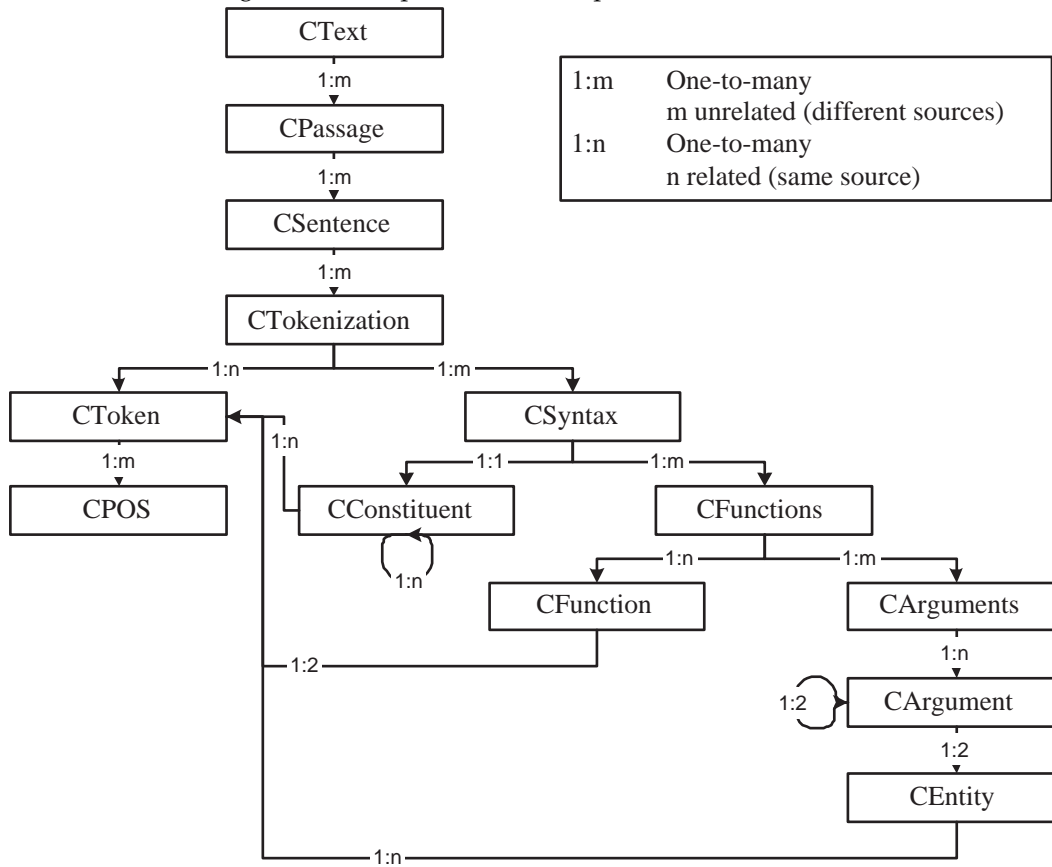 CText
1:m
1:m One-to-many
m unrelated (different sources)
1:n One-to-many
n related (same source)
CPassage
1:m
CSentence
1:m
CTokenization
1:n 1:m
CToken CSyntax
1:n
1:m 1:1 1:m
CPOS CConstituent CFunctions
1:n 1:n 1:m
CFunction CArguments
1:2 1:n
1:2 CArgument
1:2
CEntity
1:n